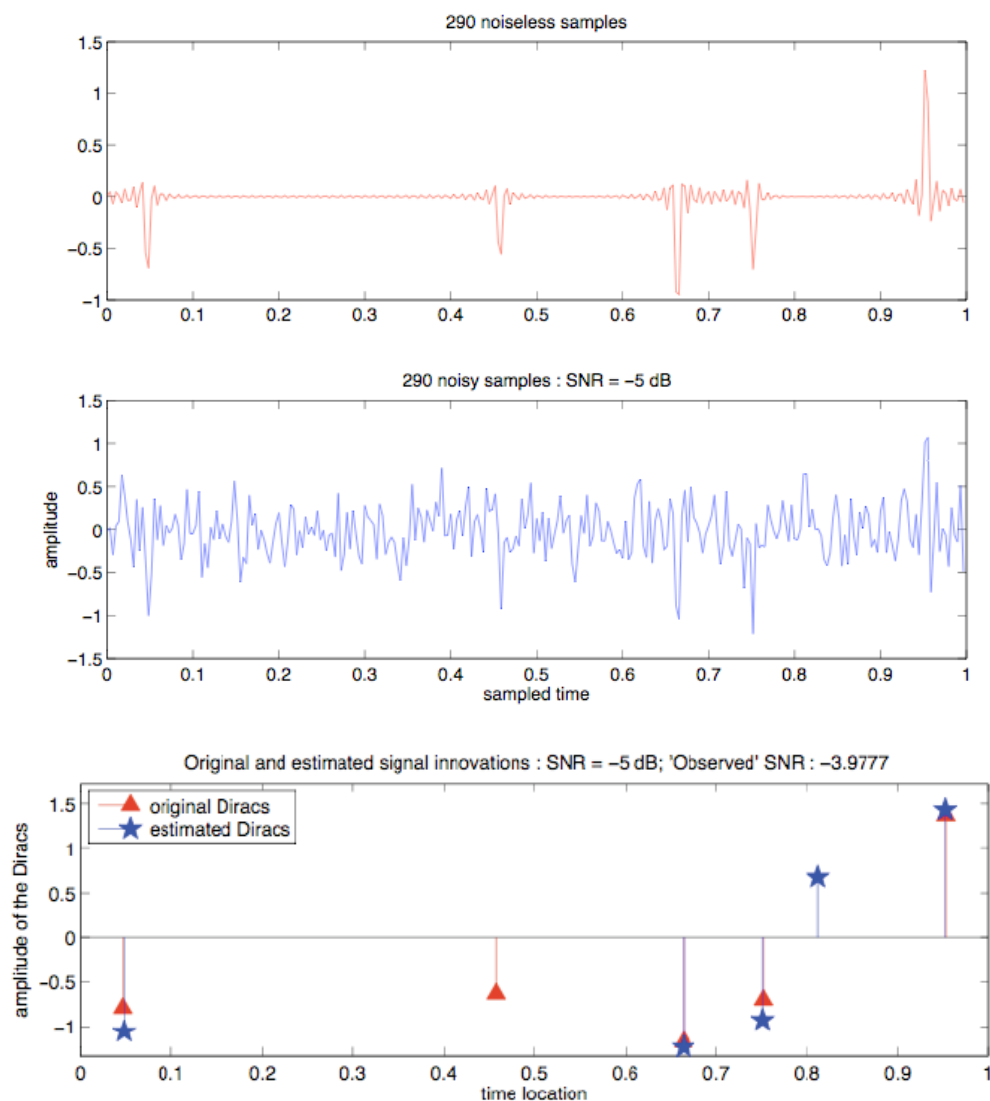 290 noiseless samples
1.5
1
0.5
0
−0.5
−1
0 0.1 0.2 0.3 0.4 0.5 0.6 0.7 0.8 0.9 1
290 noisy samples : SNR = −5 dB
1.5
1
0.5
0
−0.5
−1
−1.5
amplitude
0 0.1 0.2 0.3 0.4 0.5 0.6 0.7 0.8 0.9 1
sampled time
Original and estimated signal innovations : SNR = −5 dB; 'Observed' SNR : −3.9777
original Diracs
estimated Diracs
1.5
1
0.5
0
−0.5
−1
amplitude of the Diracs
0 0.1 0.2 0.3 0.4 0.5 0.6 0.7 0.8 0.9 1
time location